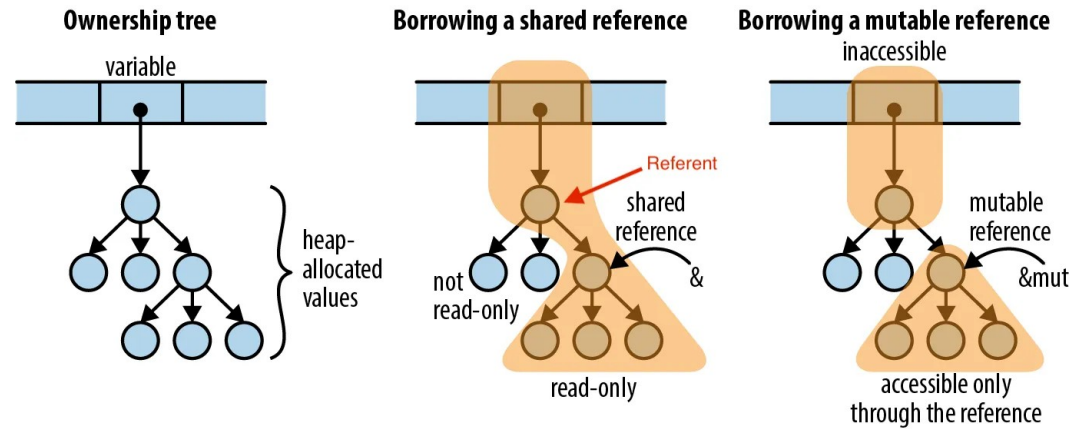 Ownership tree
variable
heap-
allocated
values
Borrowing a shared reference
Referent
shared
reference
&
not
read-only
read-only
Borrowing a mutable reference
inaccessible
mutable
reference
&mut
accessible only
through the reference